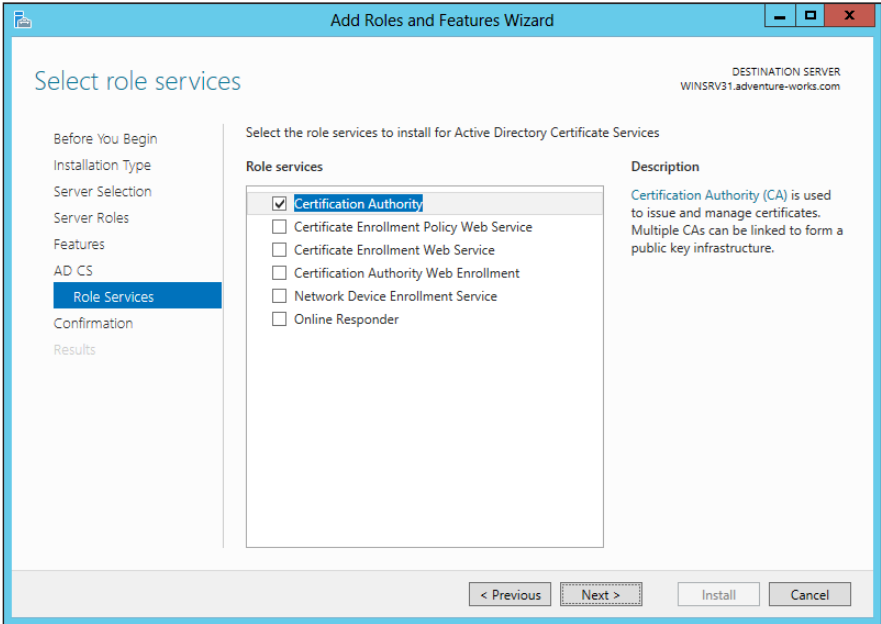 Add Roles and Features Wizard
Select role services
DESTINATION SERVER
WINSRV31.adventure-works.com
Before You Begin
Installation Type
Server Selection
Server Roles
Features
AD CS
Role Services
Confirmation
Results
Select the role services to install for Active Directory Certificate Services
Role services
Certification Authority
Certificate Enrollment Policy Web Service
Certificate Enrollment Web Service
Certification Authority Web Enrollment
Network Device Enrollment Service
Online Responder
Description
Certification Authority (CA) is used
to issue and manage certificates.
Multiple CAs can be linked to form a
public key infrastructure.
< Previous
Next >
Install
Cancel